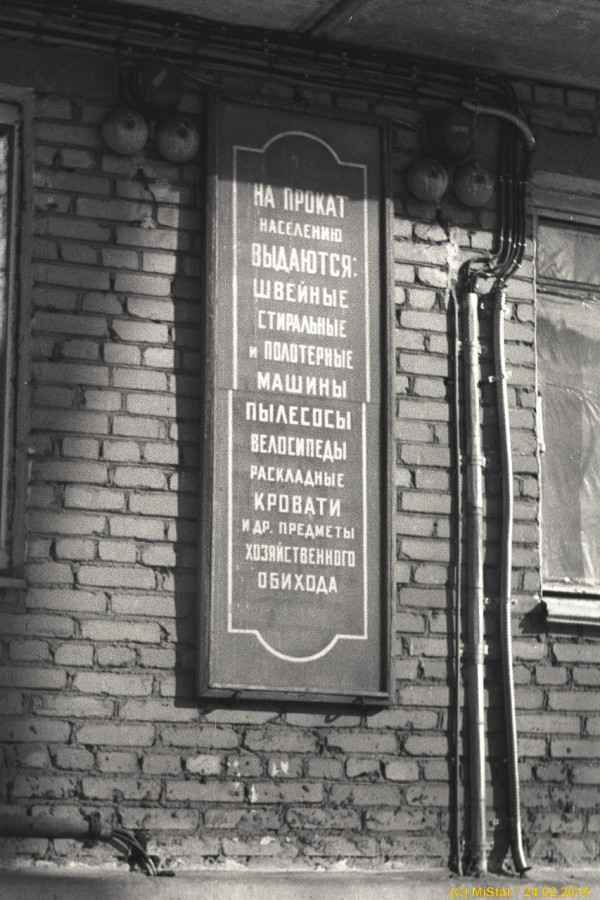 НА ПРОКАТ
НАСЕЛЕНИЮ
ВЫДАЮТСЯ:
ШВЕЙНЫЕ
СТИРАЛЬНЫЕ
и ПОЛОТЕРНЫЕ
МАШИНЫ
ПЫЛЕСОСЫ
ВЕЛОСИПЕДЫ
РАСКЛАДНЫЕ
КРОВАТИ
И ДР. ПРЕДМЕТЫ
ХОЗЯЙСТВЕННОГО
ОБИХОДА
(C) MiStar * 24.02.2015